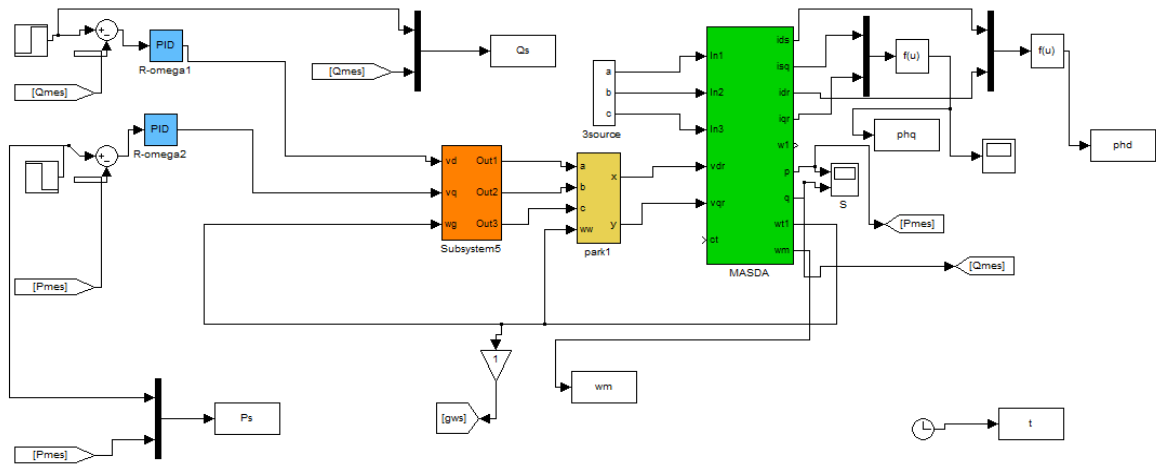 PID
R-omega1
[Qmes]
[Qmes]
Qs
PID
R-omega2
[Pmes]
[Pmes]
Ps
vd
vq
wg
Out1
Out2
Out3
Subsystem5
a
b
c
ww
x
y
park1
a
b
c
3source
In1
In2
In3
vdr
vqr
ct
ids
isq
idr
iqr
w1
p
q
wt1
wm
MASDA
f(u)
phq
S
f(u)
phd
[Pmes]
[Qmes]
1
[gws]
wm
t